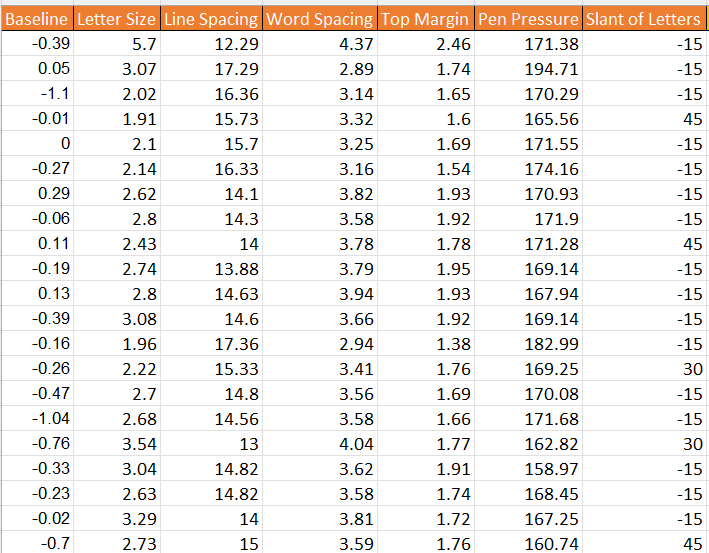 Baseline Letter Size Line Spacing Word Spacing Top Margin Pen Pressure Slant of Letters
-0.39 5.7 12.29 4.37 2.46 171.38 -15
0.05 3.07 17.29 2.89 1.74 194.71 -15
-1.1 2.02 16.36 3.14 1.65 170.29 -15
-0.01 1.91 15.73 3.32 1.6 165.56 45
0 2.1 15.7 3.25 1.69 171.55 -15
-0.27 2.14 16.33 3.16 1.54 174.16 -15
0.29 2.62 14.1 3.82 1.93 170.93 -15
-0.06 2.8 14.3 3.58 1.92 171.9 -15
0.11 2.43 14 3.78 1.78 171.28 45
-0.19 2.74 13.88 3.79 1.95 169.14 -15
0.13 2.8 14.63 3.94 1.93 167.94 -15
-0.39 3.08 14.6 3.66 1.92 169.14 -15
-0.16 1.96 17.36 2.94 1.38 182.99 -15
-0.26 2.22 15.33 3.41 1.76 169.25 30
-0.47 2.7 14.8 3.56 1.69 170.08 -15
-1.04 2.68 14.56 3.58 1.66 171.68 -15
-0.76 3.54 13 4.04 1.77 162.82 30
-0.33 3.04 14.82 3.62 1.91 158.97 -15
-0.23 2.63 14.82 3.58 1.74 168.45 -15
-0.02 3.29 14 3.81 1.72 167.25 -15
-0.7 2.73 15 3.59 1.76 160.74 45